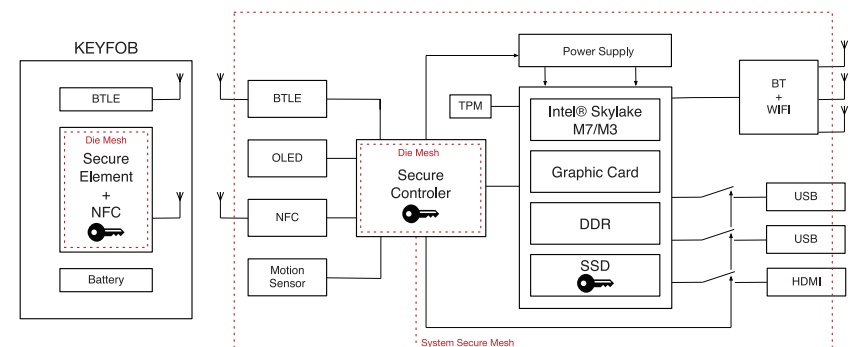 KEYFOB
BTLE
Die Mesh
Secure
Element
+
NFC
Battery
BTLE
OLED
NFC
Motion
Sensor
Die Mesh
Secure
Controler
System Secure Mesh
Power Supply
TPM
Intel® Skylake
M7/M3
Graphic Card
DDR
SSD
BT
+
WIFI
USB
USB
HDMI